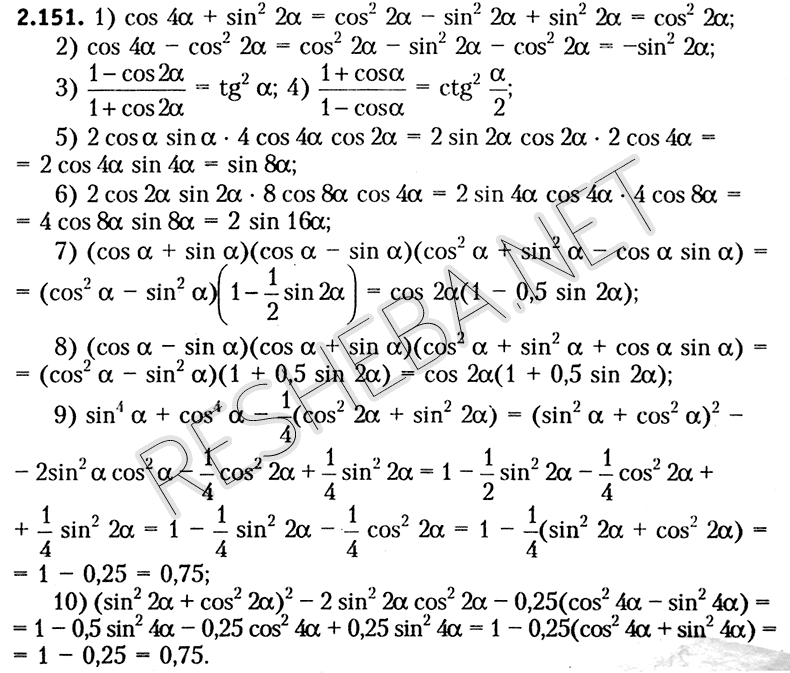 2.151. 1) cos 4α + sin² 2α = cos² 2α − sin² 2α + sin² 2α = cos² 2α;
2) cos 4α − cos² 2α = cos² 2α − sin² 2α − cos² 2α = −sin² 2α;
3) (1 − cos 2α)/(1 + cos 2α) = tg² α; 4) (1 + cos α)/(1 − cos α) = ctg² α/2;
5) 2 cos α sin α · 4 cos 4α cos 2α = 2 sin 2α cos 2α · 2 cos 4α =
= 2 cos 4α sin 4α = sin 8α;
6) 2 cos 2α sin 2α · 8 cos 8α cos 4α = 2 sin 4α cos 4α · 4 cos 8α =
= 4 cos 8α sin 8α = 2 sin 16α;
7) (cos α + sin α)(cos α − sin α)(cos² α + sin² α − cos α sin α) =
= (cos² α − sin² α)(1 − 1/2 sin 2α) = cos 2α(1 − 0,5 sin 2α);
8) (cos α − sin α)(cos α + sin α)(cos² α + sin² α + cos α sin α) =
= (cos² α − sin² α)(1 + 0,5 sin 2α) = cos 2α(1 + 0,5 sin 2α);
9) sin⁴ α + cos⁴ α − 1/4(cos² 2α + sin² 2α) = (sin² α + cos² α)² −
− 2sin² α cos² α − 1/4 cos² 2α + 1/4 sin² 2α = 1 − 1/2 sin² 2α − 1/4 cos² 2α +
+ 1/4 sin² 2α = 1 − 1/4 sin² 2α − 1/4 cos² 2α = 1 − 1/4(sin² 2α + cos² 2α) =
= 1 − 0,25 = 0,75;
10) (sin² 2α + cos² 2α)² − 2 sin² 2α cos² 2α − 0,25(cos² 4α − sin² 4α) =
= 1 − 0,5 sin² 4α − 0,25 cos² 4α + 0,25 sin² 4α = 1 − 0,25(cos² 4α + sin² 4α) =
= 1 − 0,25 = 0,75.
RESHEBA.NET